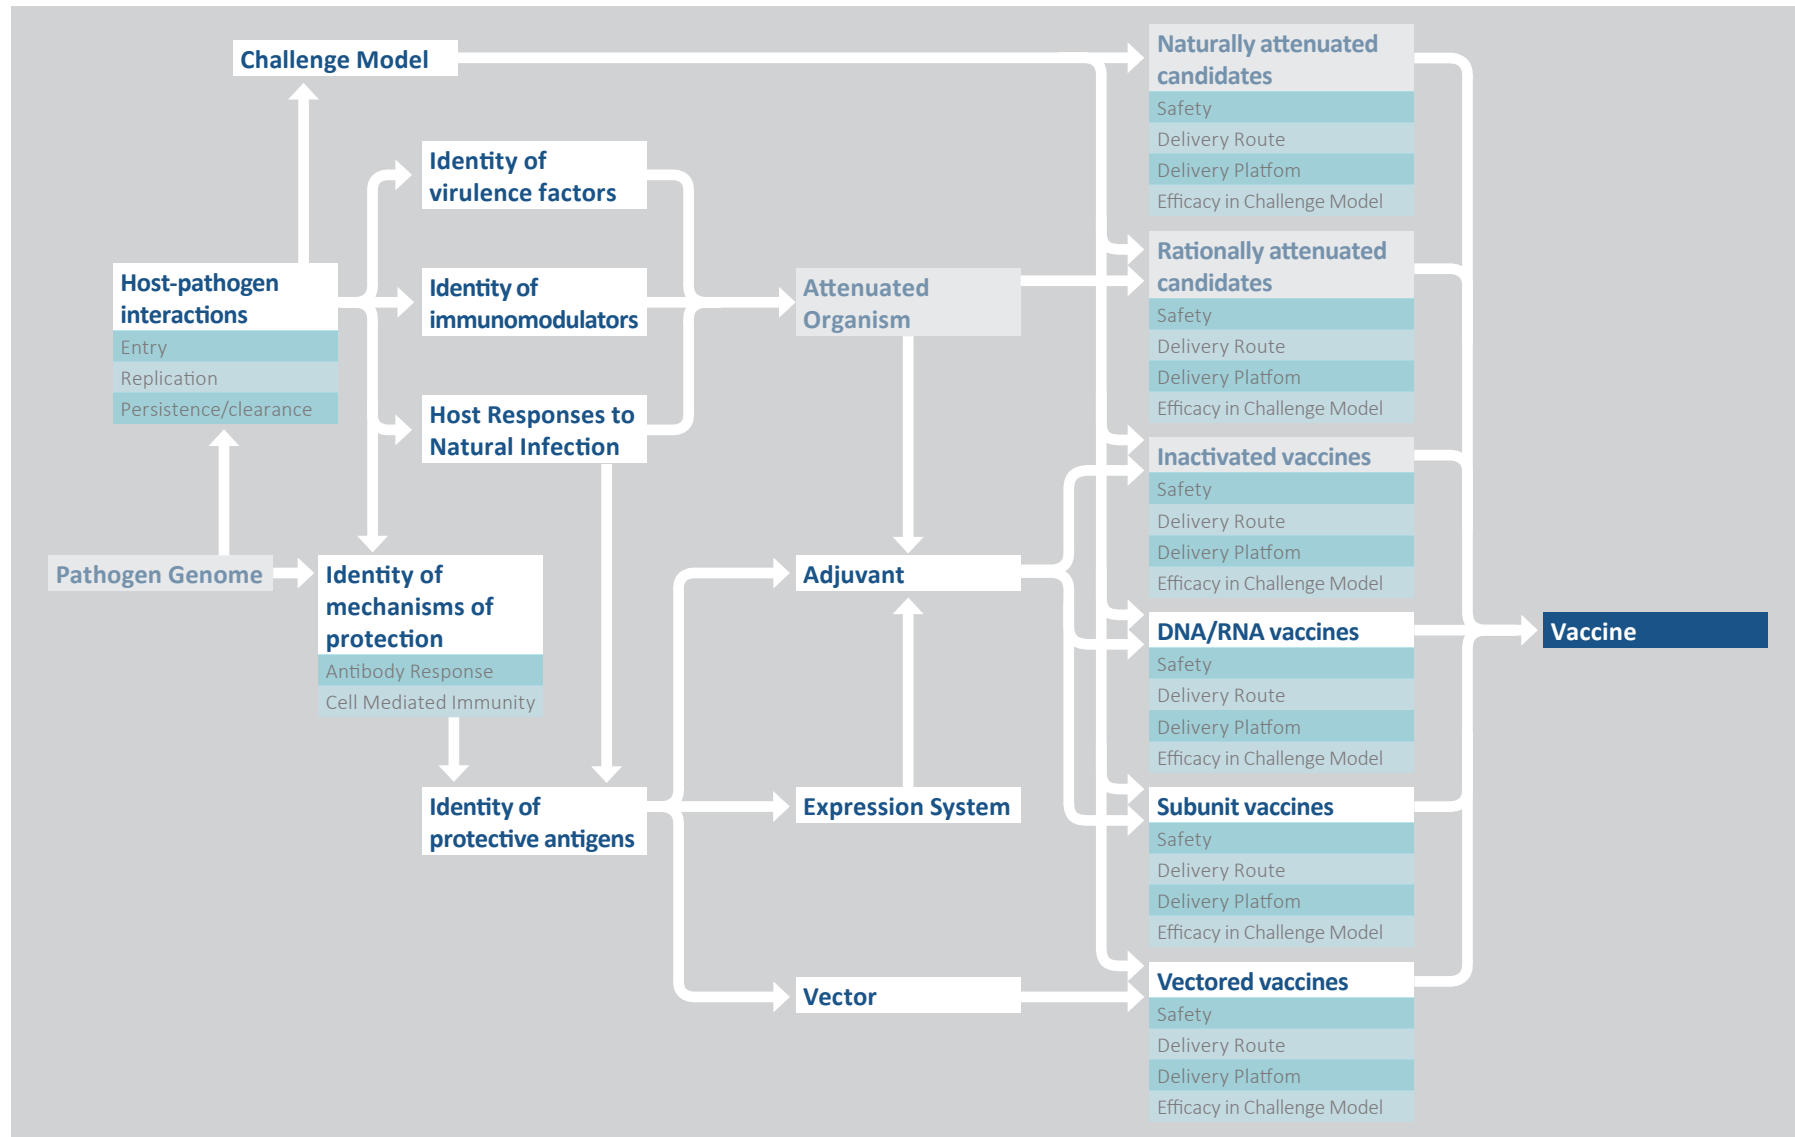 Challenge Model
Naturally attenuated
candidates
Safety
Delivery Route
Delivery Platfom
Efficacy in Challenge Model
Identity of
virulence factors
Rationally attenuated
candidates
Safety
Delivery Route
Delivery Platfom
Efficacy in Challenge Model
Host-pathogen
interactions
Entry
Replication
Persistence/clearance
Identity of
immunomodulators
Attenuated
Organism
Host Responses to
Natural Infection
Inactivated vaccines
Safety
Delivery Route
Delivery Platfom
Efficacy in Challenge Model
Pathogen Genome
Identity of
mechanisms of
protection
Antibody Response
Cell Mediated Immunity
Adjuvant
DNA/RNA vaccines
Safety
Delivery Route
Delivery Platfom
Efficacy in Challenge Model
Vaccine
Identity of
protective antigens
Expression System
Subunit vaccines
Safety
Delivery Route
Delivery Platfom
Efficacy in Challenge Model
Vector
Vectored vaccines
Safety
Delivery Route
Delivery Platfom
Efficacy in Challenge Model